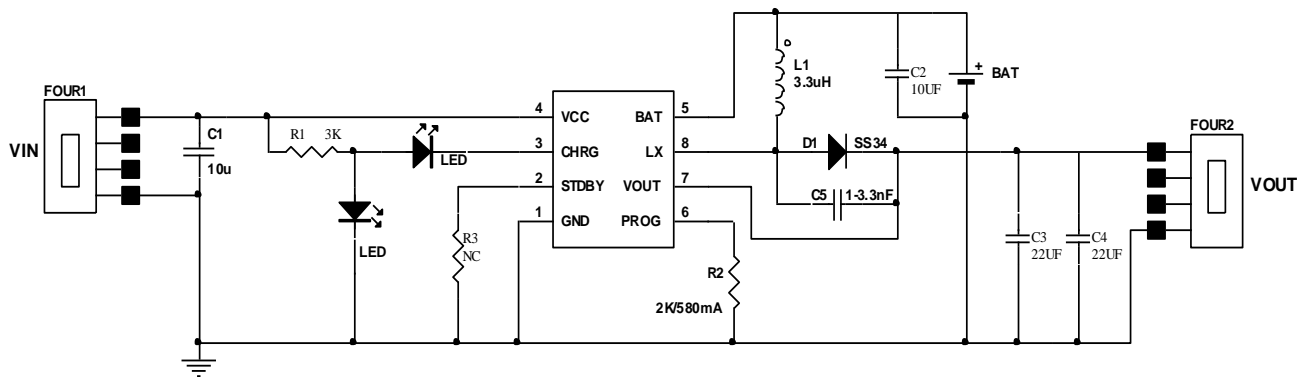 FOUR1
VIN
C1
10u
R1 3K
LED
LED
R3
NC
4 VCC BAT 5
3 CHRG LX 8
2 STDBY VOUT 7
1 GND PROG 6
R2
2K/580mA
L1
3.3uH
C2
10UF
+ BAT
D1 SS34
C5 1-3.3nF
C3
22UF
C4
22UF
FOUR2
VOUT